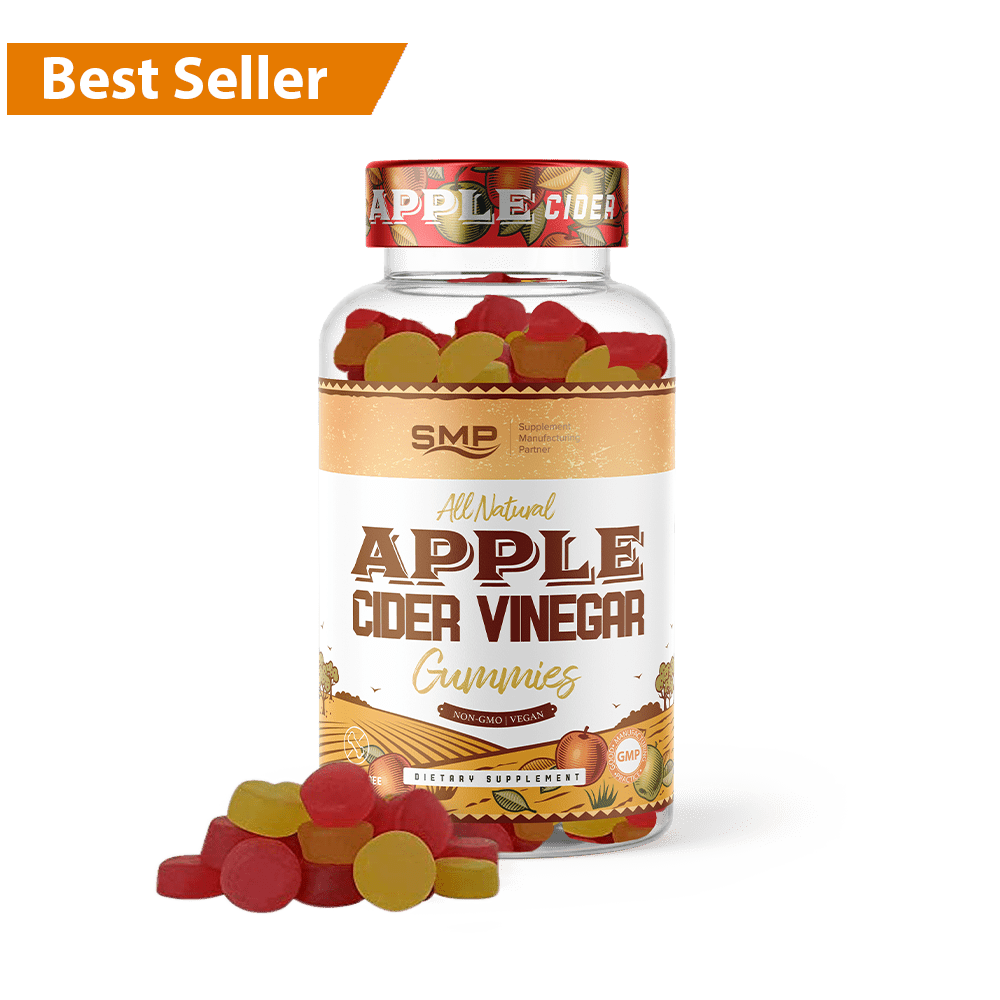 Best Seller
APPLE CIDER
SMP
Supplement
Manufacturing
Partner
All Natural
APPLE
CIDER VINEGAR
Gummies
NON-GMO | VEGAN
GMP
DIETARY SUPPLEMENT